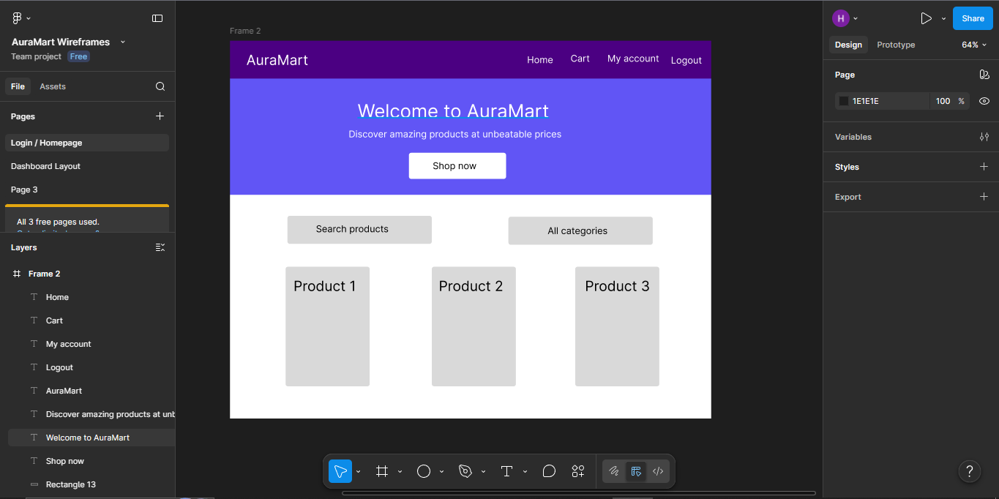 AuraMart Wireframes
Team project Free
File Assets
Pages
Login / Homepage
Dashboard Layout
Page 3
All 3 free pages used.
Layers
Frame 2
Home
Cart
My account
Logout
AuraMart
Discover amazing products at unb
Welcome to AuraMart
Shop now
Rectangle 13
Frame 2
AuraMart Home Cart My account Logout
Welcome to AuraMart
Discover amazing products at unbeatable prices
Shop now
Search products All categories
Product 1 Product 2 Product 3
H Share
Design Prototype 64%
Page
1E1E1E 100 %
Variables
Styles
Export
?